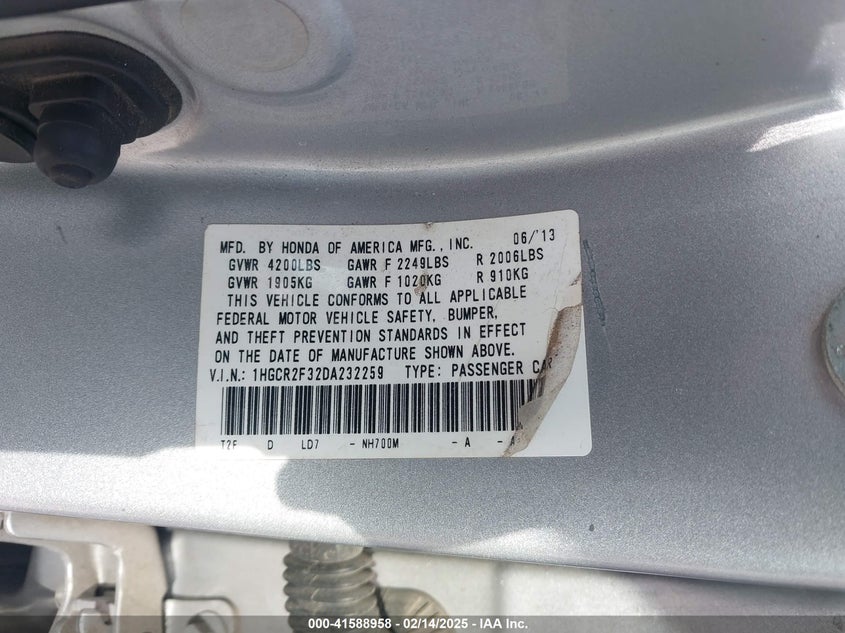 MFD. BY HONDA OF AMERICA MFG., INC. 06/'13
GVWR 4200LBS GAWR F 2249LBS R 2006LBS
GVWR 1905KG GAWR F 1020KG R 910KG
THIS VEHICLE CONFORMS TO ALL APPLICABLE
FEDERAL MOTOR VEHICLE SAFETY, BUMPER,
AND THEFT PREVENTION STANDARDS IN EFFECT
ON THE DATE OF MANUFACTURE SHOWN ABOVE.
V.I.N.: 1HGCR2F32DA232259 TYPE: PASSENGER CAR
T2F D LD7 - NH700M - A - A
000-41588958 – 02/14/2025 – IAA Inc.